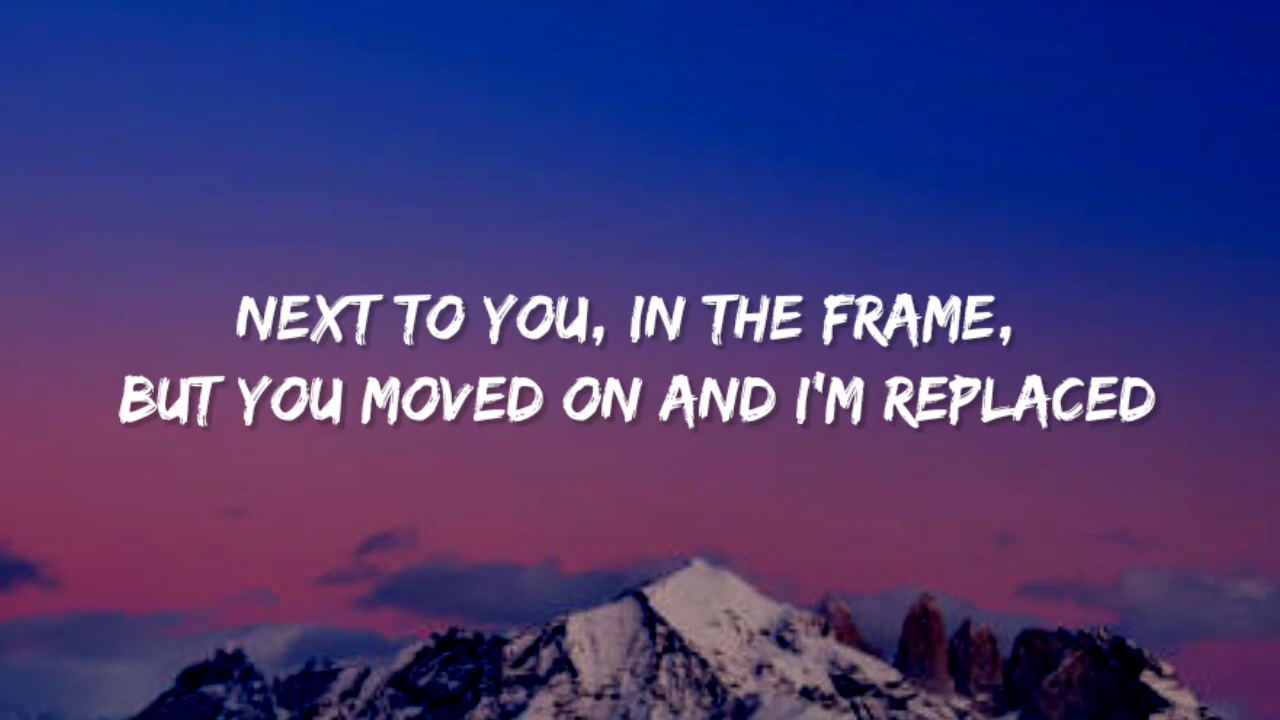 NEXT TO YOU, IN THE FRAME,
BUT YOU MOVED ON AND I'M REPLACED